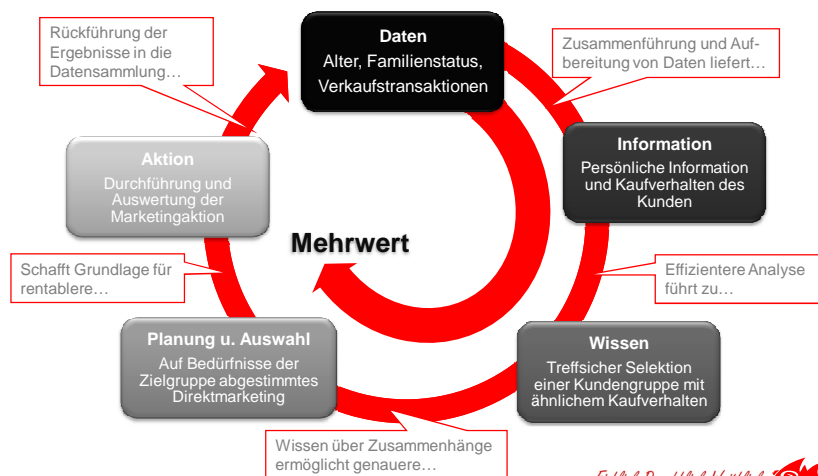 Rückführung der
Ergebnisse in die
Datensammlung…
Daten
Alter, Familienstatus,
Verkaufstransaktionen
Zusammenführung und Auf-
bereitung von Daten liefert…
Information
Persönliche Information
und Kaufverhalten des
Kunden
Effizientere Analyse
führt zu…
Wissen
Treffsicher Selektion
einer Kundengruppe mit
ähnlichem Kaufverhalten
Wissen über Zusammenhänge
ermöglicht genauere…
Planung u. Auswahl
Auf Bedürfnisse der
Zielgruppe abgestimmtes
Direktmarketing
Schafft Grundlage für
rentablere…
Aktion
Durchführung und
Auswertung der
Marketingaktion
Mehrwert